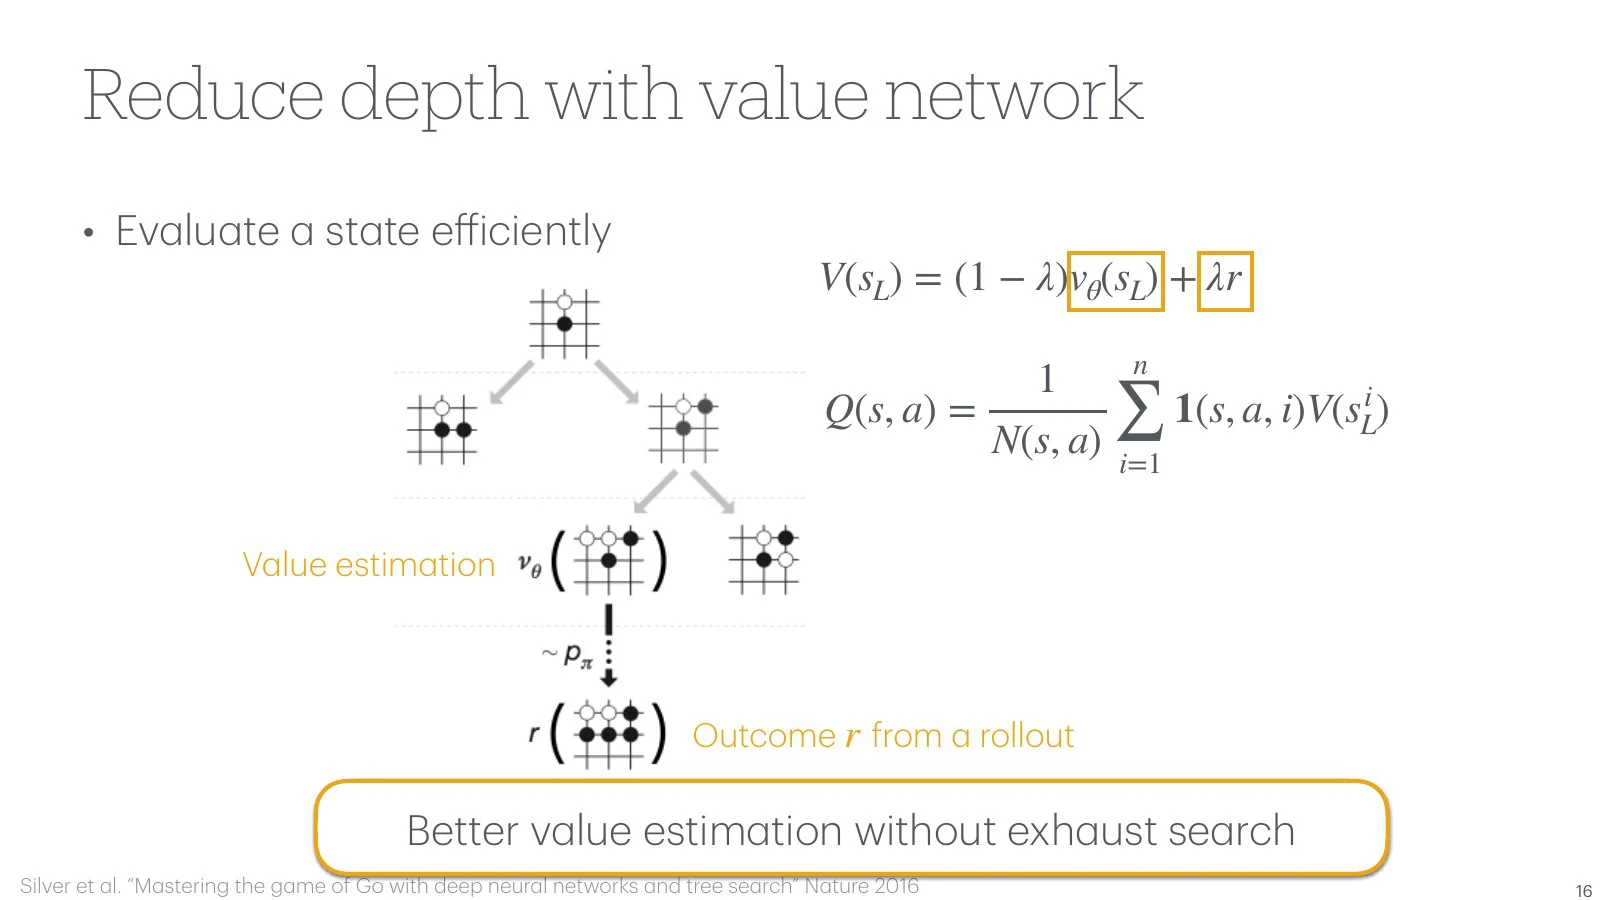 Reduce depth with value network
• Evaluate a state efficiently
V(s_L) = (1 − λ)v_θ(s_L) + λr
Q(s, a) = 1/N(s, a) ∑_{i=1}^{n} 𝟏(s, a, i)V(s_L^i)
Value estimation
v_θ ( )
~ p_π
r ( )
Outcome r from a rollout
Better value estimation without exhaust search
Silver et al. “Mastering the game of Go with deep neural networks and tree search” Nature 2016
16